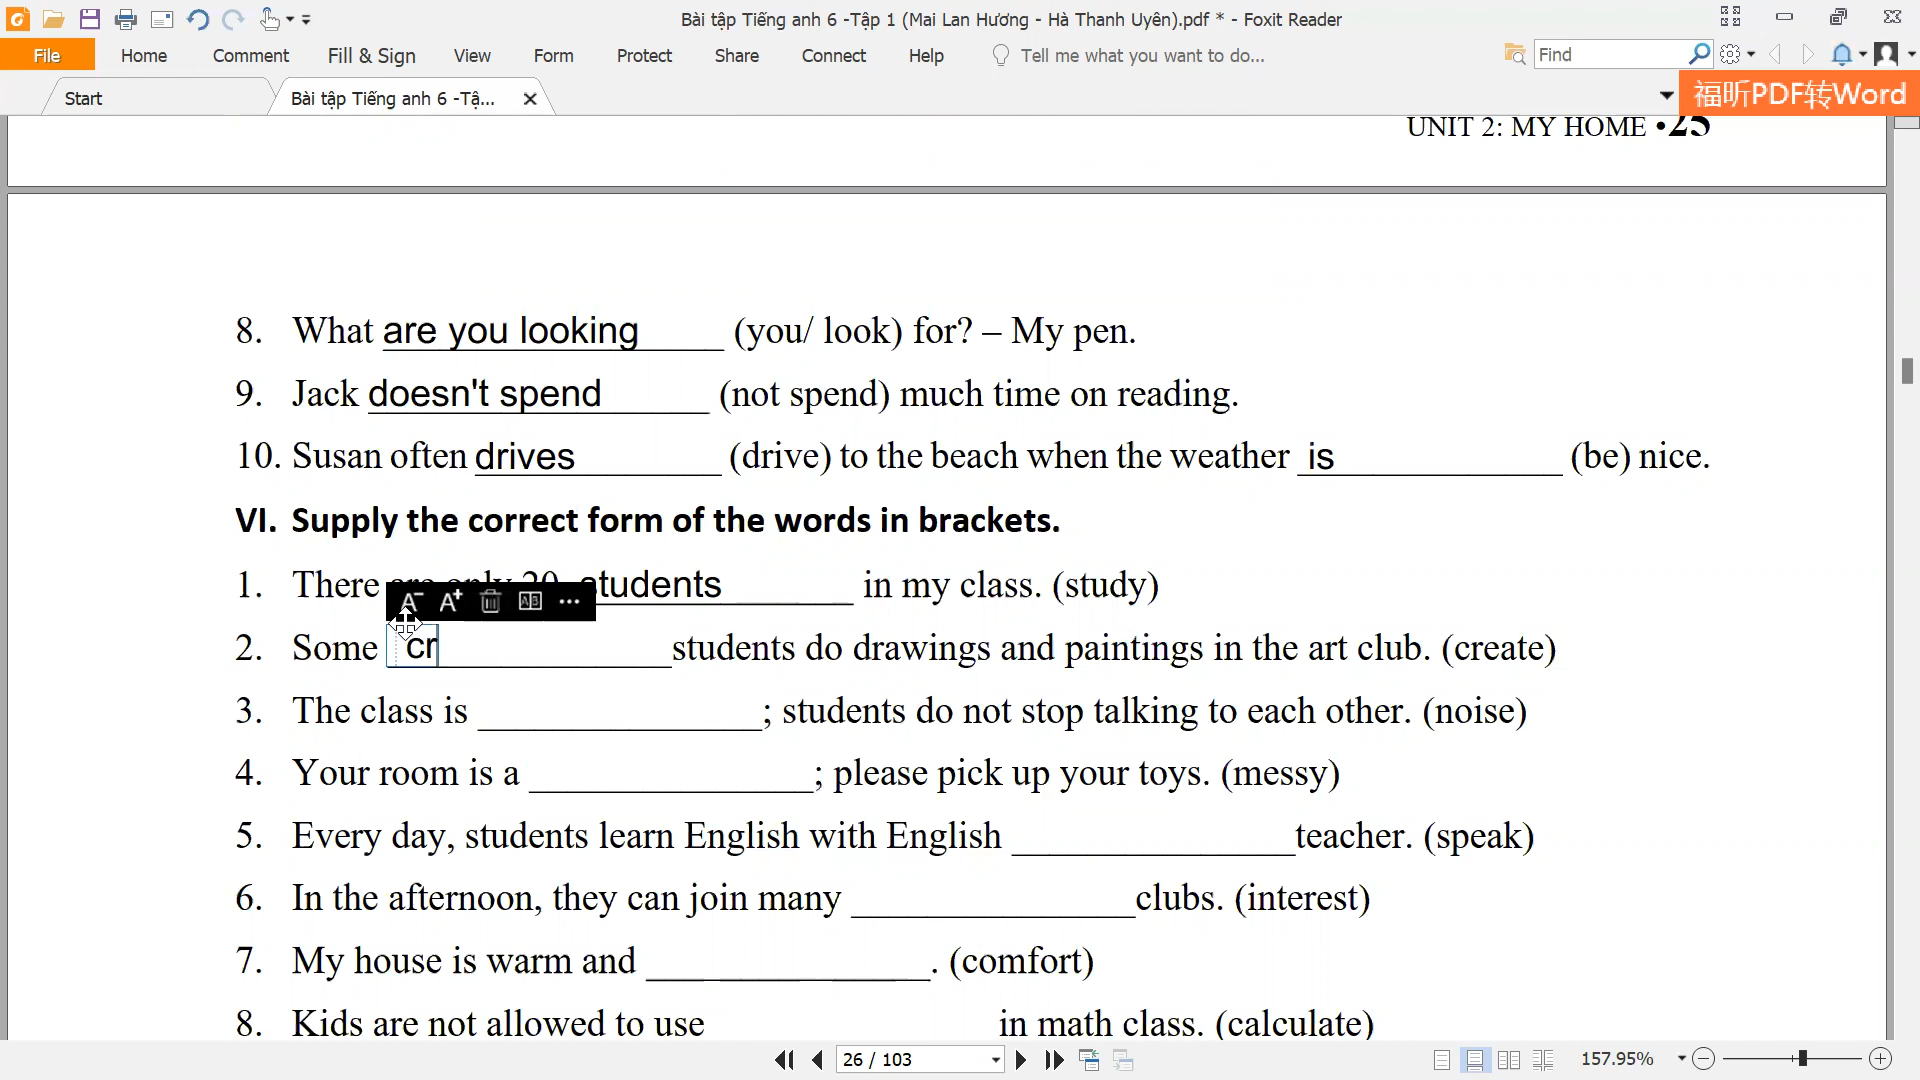 Bài tập Tiếng anh 6 -Tập 1 (Mai Lan Hương - Hà Thanh Uyên).pdf * - Foxit Reader
File Home Comment Fill & Sign View Form Protect Share Connect Help Tell me what you want to do... Find
Start Bài tập Tiếng anh 6 -Tậ... 福昕PDF转Word
UNIT 2: MY HOME •25
8. What are you looking (you/ look) for? – My pen.
9. Jack doesn't spend (not spend) much time on reading.
10. Susan often drives (drive) to the beach when the weather is (be) nice.
VI. Supply the correct form of the words in brackets.
1. There are only 20 students in my class. (study)
2. Some cr students do drawings and paintings in the art club. (create)
3. The class is _______________; students do not stop talking to each other. (noise)
4. Your room is a _______________; please pick up your toys. (messy)
5. Every day, students learn English with English _______________teacher. (speak)
6. In the afternoon, they can join many _______________clubs. (interest)
7. My house is warm and _______________. (comfort)
8. Kids are not allowed to use in math class. (calculate)
26 / 103 157.95%